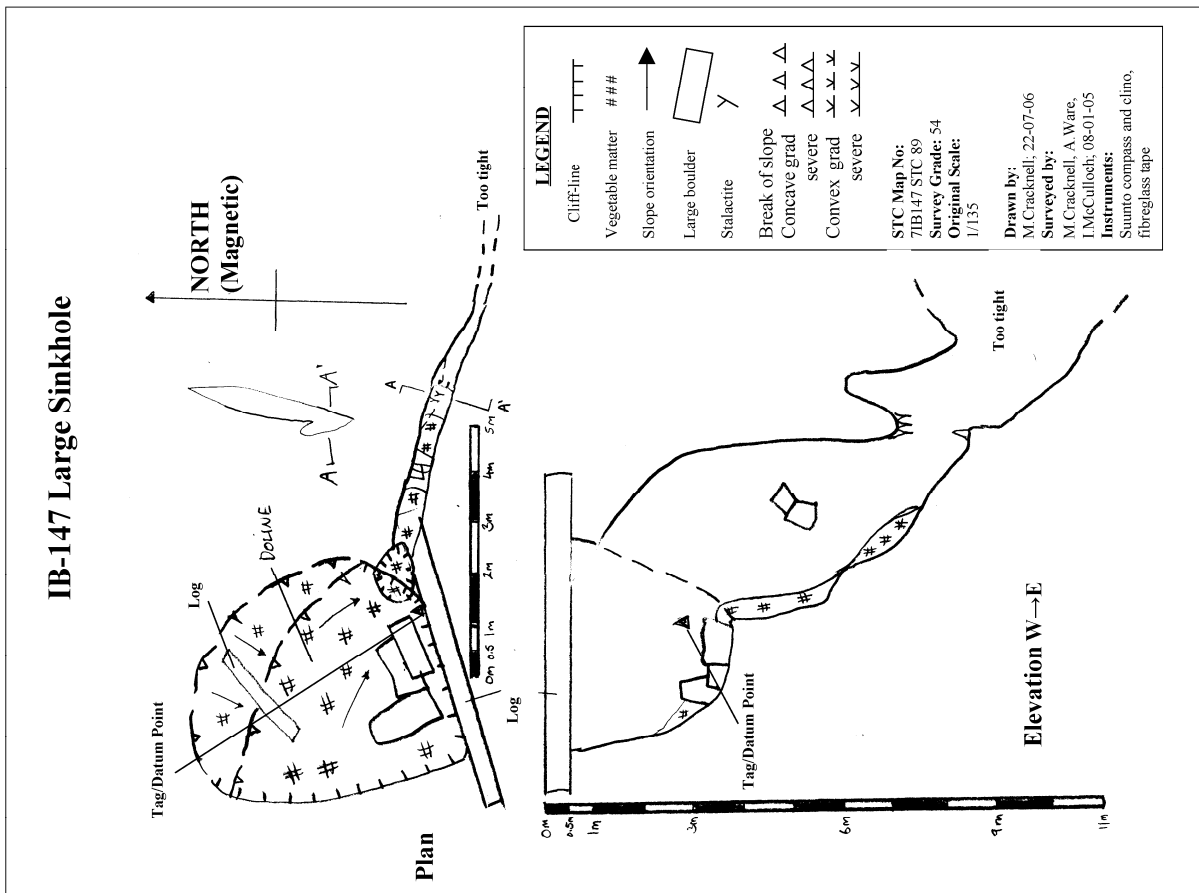 IB-147 Large Sinkhole
NORTH
(Magnetic)
A
A'
DOLINE
Log
Tag/Datum Point
Too tight
A
A'
0m 0.5 1m 2m 3m 4m 5m
Log
Plan
LEGEND
Cliff-line
Vegetable matter ###
Slope orientation
Large boulder
Stalactite
Break of slope
Concave grad
severe
Convex grad
severe
STC Map No:
7IB147 STC 89
Survey Grade: 54
Original Scale:
1/135
Drawn by:
M.Cracknell; 22-07-06
Surveyed by:
M.Cracknell, A.Ware,
I.McCulloch; 08-01-05
Instruments:
Suunto compass and clino,
fibreglass tape
0m
0.5m
1m
3m
6m
9m
11m
Tag/Datum Point
Too tight
Elevation W→E